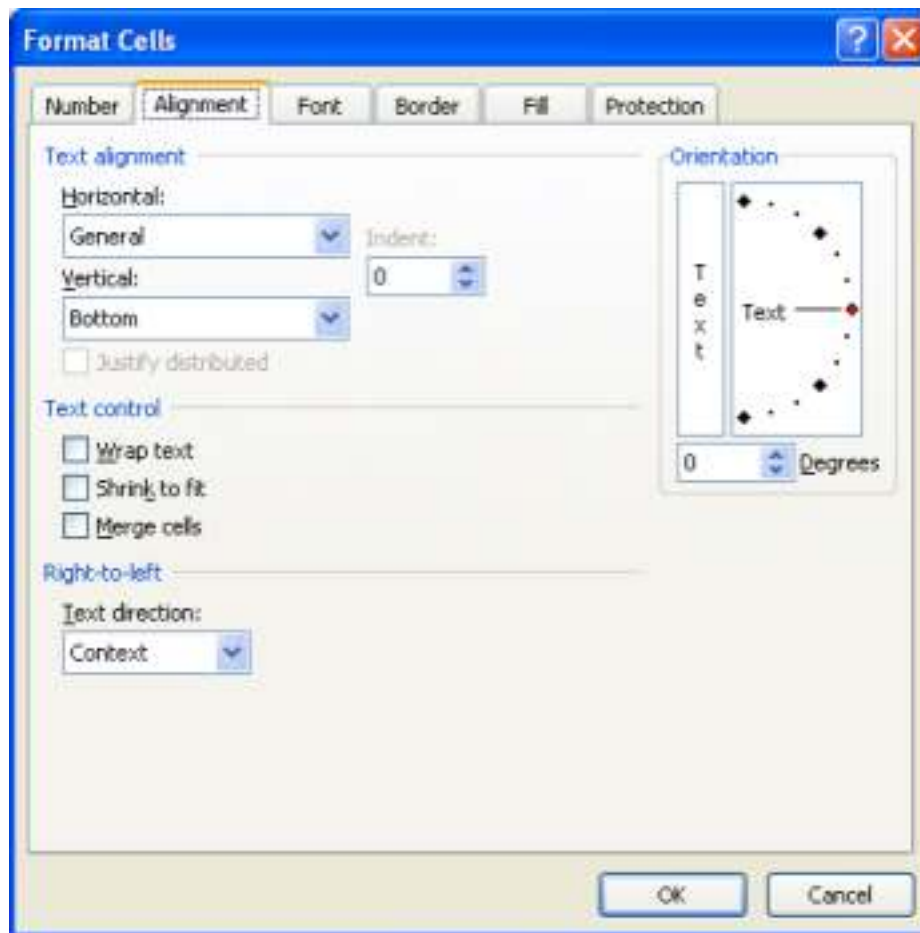 Format Cells
Number Alignment Font Border Fill Protection
Text alignment
Horizontal:
General
Indent:
0
Vertical:
Bottom
Justify distributed
Text control
Wrap text
Shrink to fit
Merge cells
Right-to-left
Text direction:
Context
Orientation
Text
Text
0 Degrees
OK Cancel